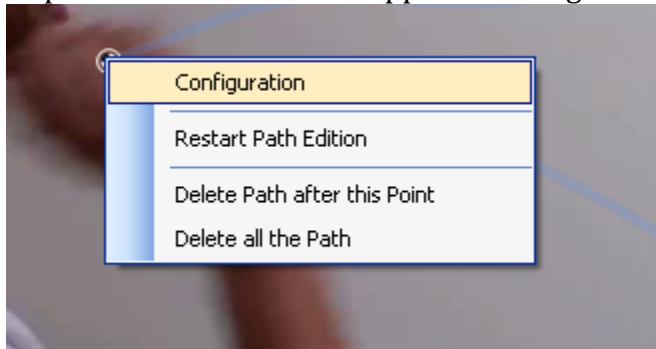 Configuration
Restart Path Edition
Delete Path after this Point
Delete all the Path